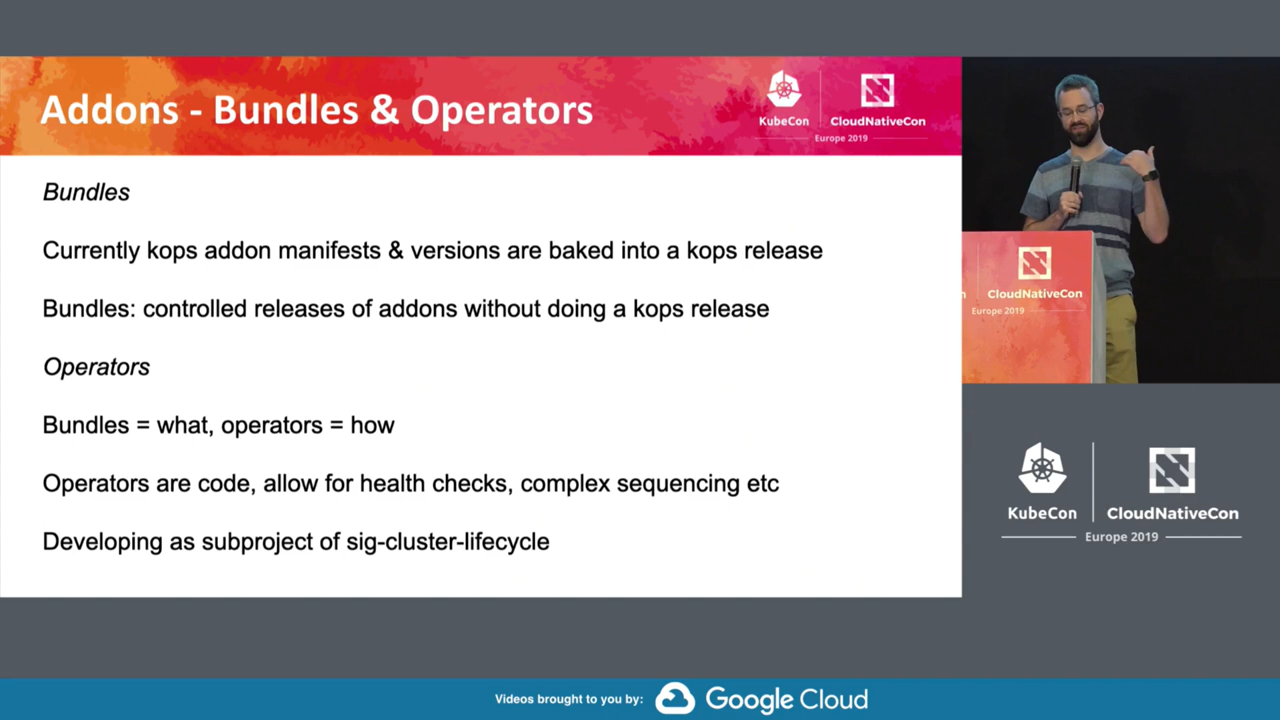 Addons - Bundles & Operators
KubeCon
CloudNativeCon
Europe 2019
Bundles
Currently kops addon manifests & versions are baked into a kops release
Bundles: controlled releases of addons without doing a kops release
Operators
Bundles = what, operators = how
Operators are code, allow for health checks, complex sequencing etc
Developing as subproject of sig-cluster-lifecycle
n
CloudNativeCon
Europe 2019
KubeCon
CloudNativeCon
Europe 2019
Videos brought to you by:
Google Cloud